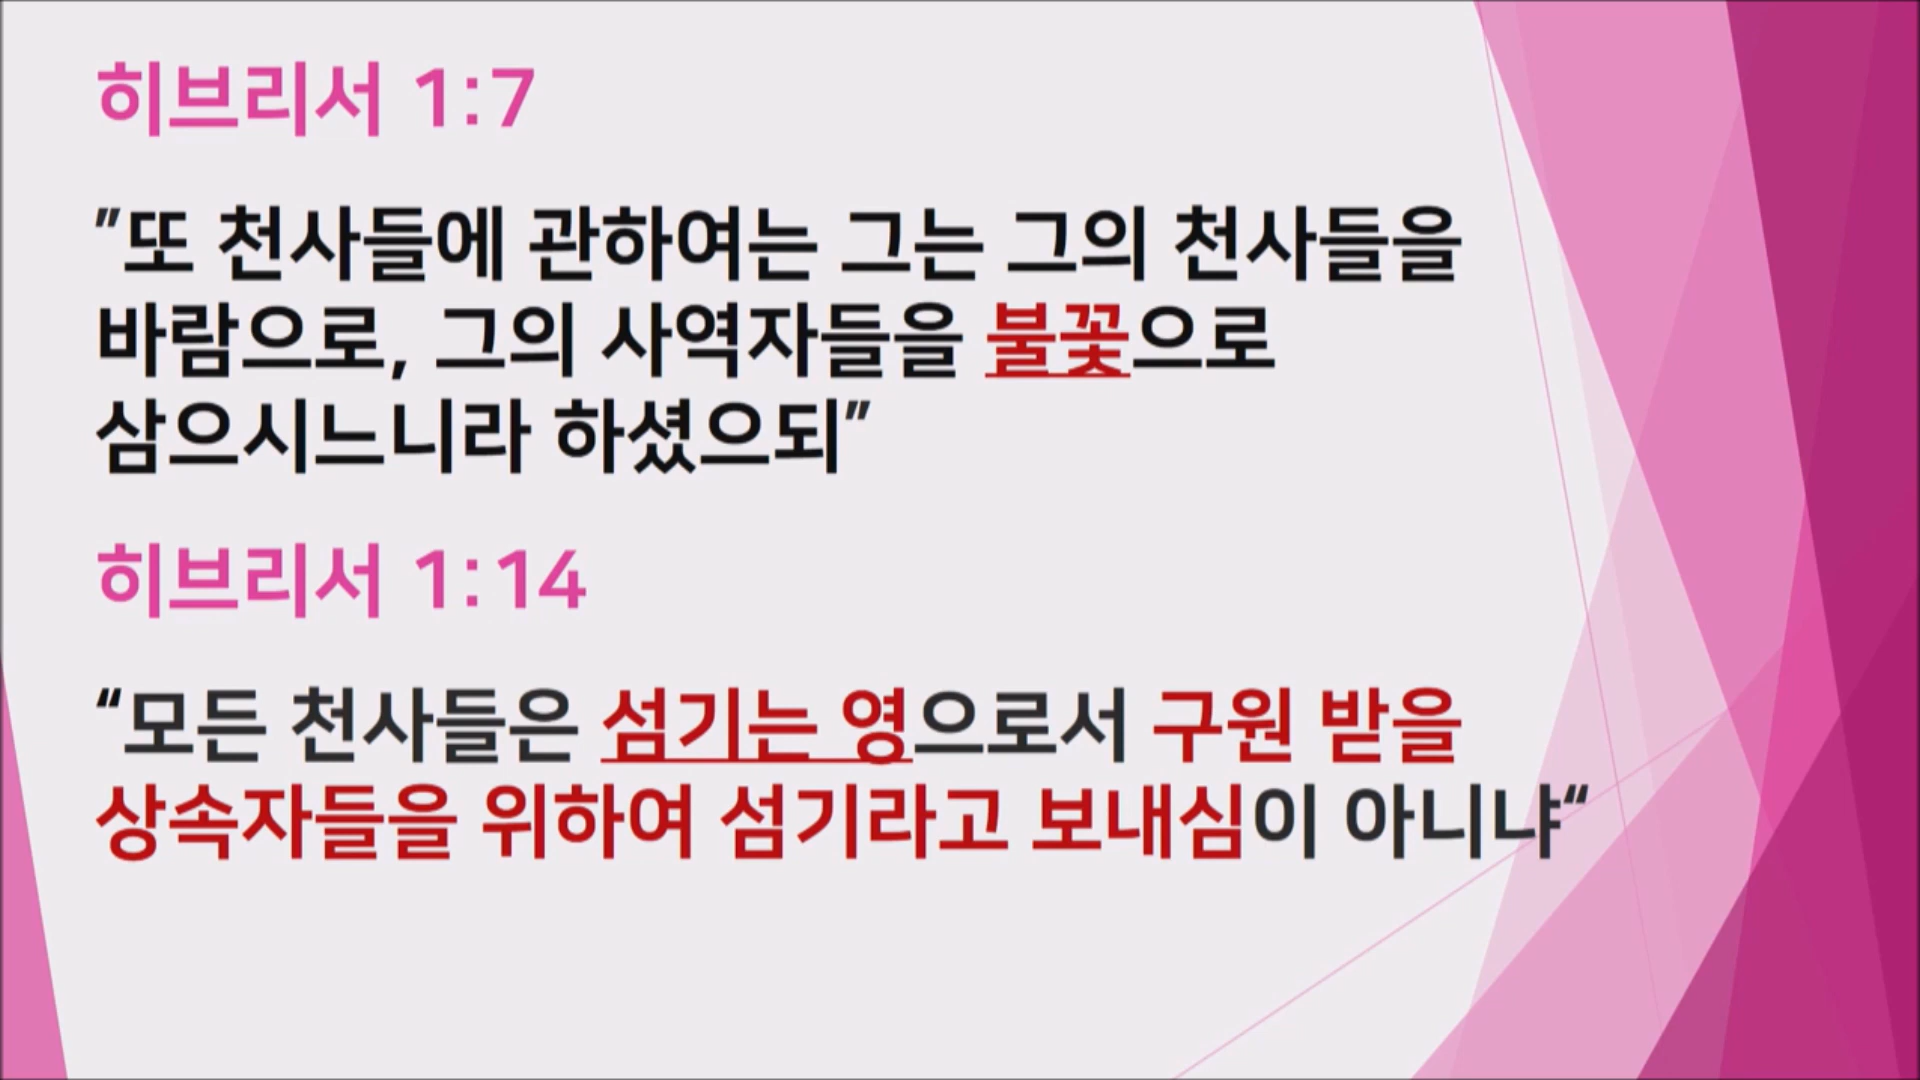 히브리서 1:7
"또 천사들에 관하여는 그는 그의 천사들을
바람으로, 그의 사역자들을 불꽃으로
삼으시느니라 하셨으되"
히브리서 1:14
“모든 천사들은 섬기는 영으로서 구원 받을
상속자들을 위하여 섬기라고 보내심이 아니냐“